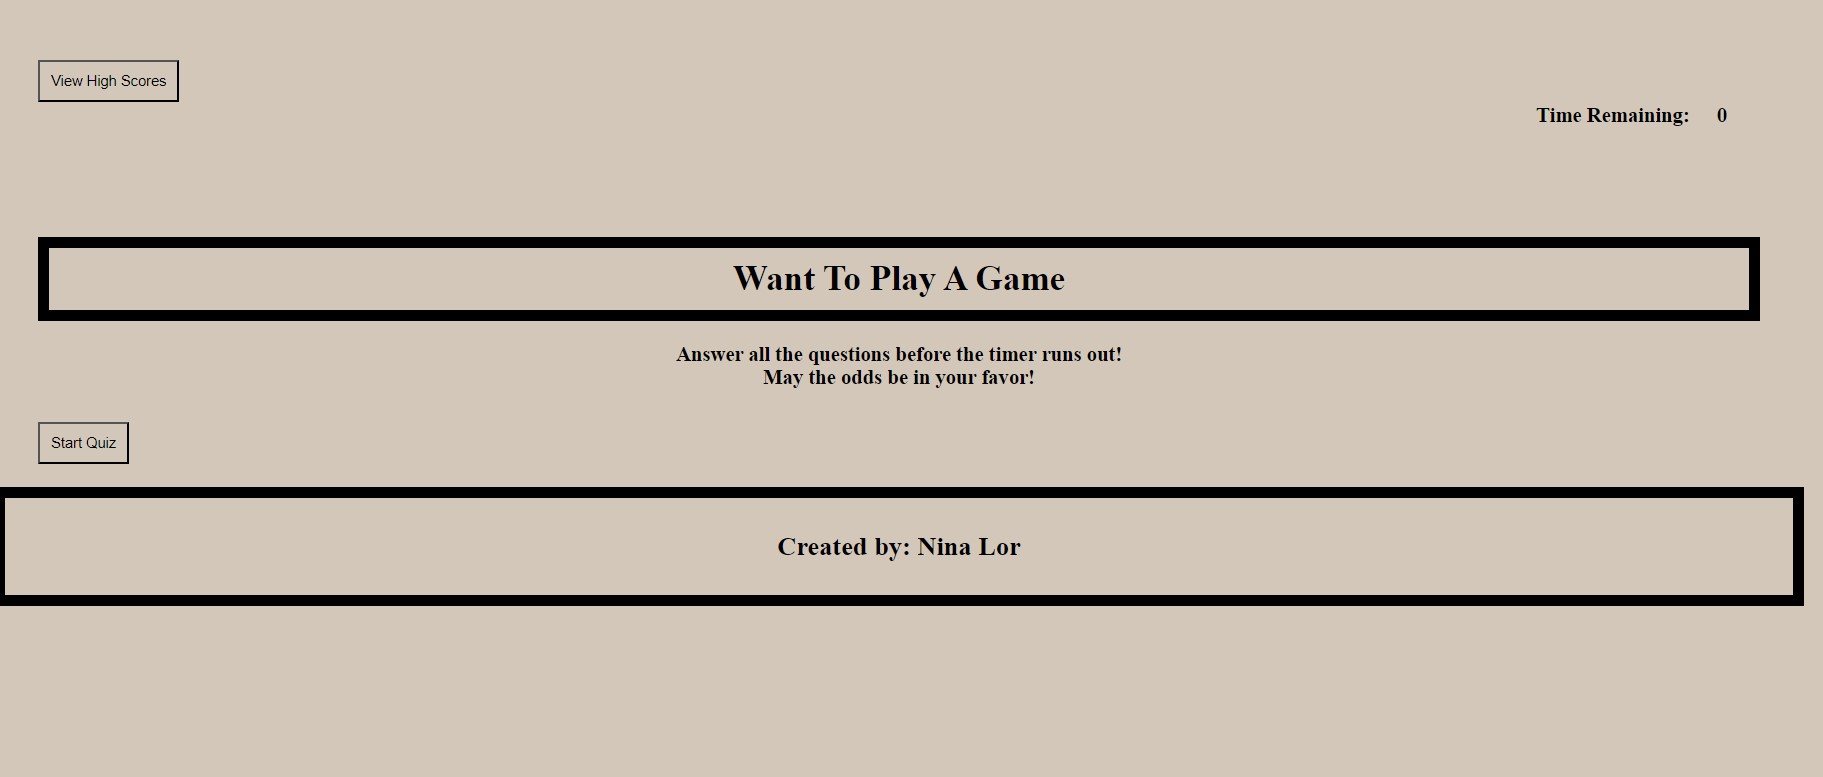 View High Scores
Time Remaining: 0
Want To Play A Game
Answer all the questions before the timer runs out!
May the odds be in your favor!
Start Quiz
Created by: Nina Lor